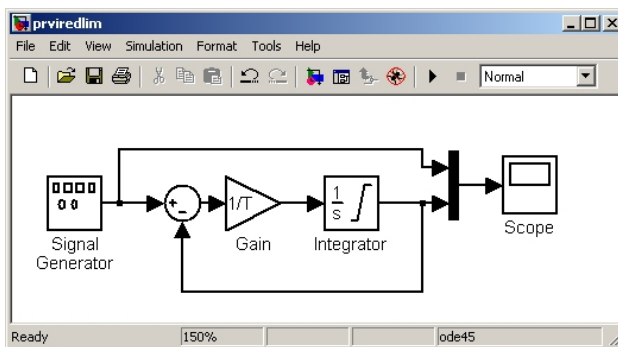 prviredlim
File Edit View Simulation Format Tools Help
Normal
+
-
1/T
1
s
Signal
Generator
Gain
Integrator
Scope
Ready 150% ode45